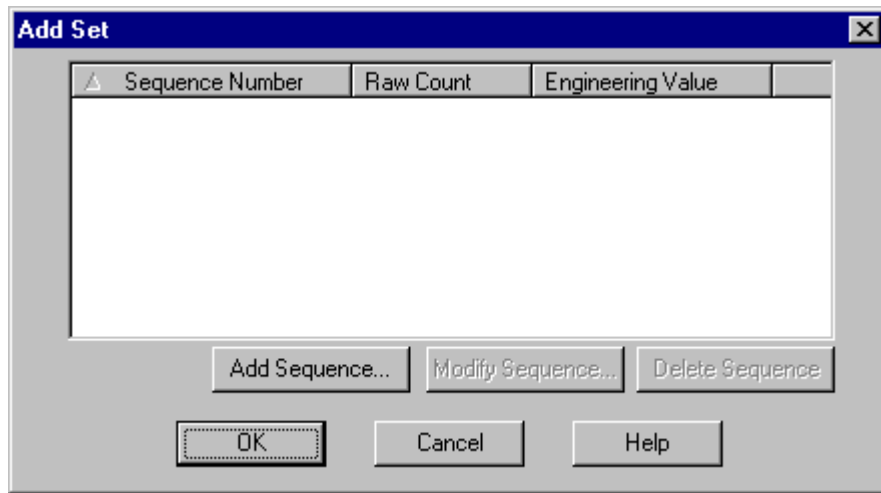 Add Set
Sequence Number Raw Count Engineering Value
Add Sequence... Modify Sequence... Delete Sequence
OK Cancel Help